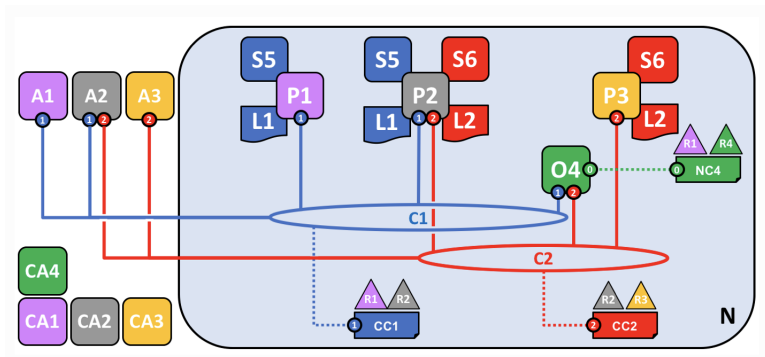 S5 S5 S6 S6
A1 A2 A3 P1 P2 P3
1 1 2 2 1 1 2 2
L1 L1 L2 L2
R1 R4
O4 0 0 NC4
1 2
C1
C2
CA4
R1 R2 R2 R3
CA1 CA2 CA3 1 CC1 2 CC2 N